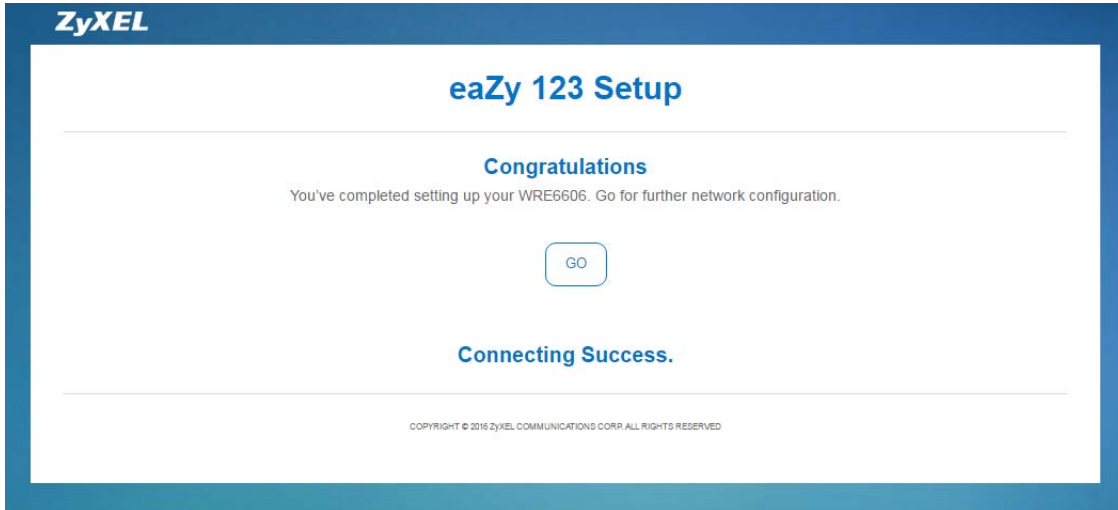 ZyXEL
eaZy 123 Setup
Congratulations
You've completed setting up your WRE6606. Go for further network configuration.
GO
Connecting Success.
COPYRIGHT © 2016 ZyXEL COMMUNICATIONS CORP. ALL RIGHTS RESERVED